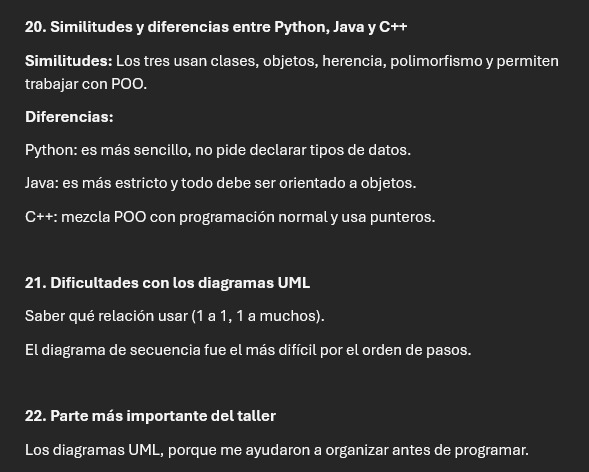 20. Similitudes y diferencias entre Python, Java y C++
Similitudes: Los tres usan clases, objetos, herencia, polimorfismo y permiten
trabajar con POO.
Diferencias:
Python: es más sencillo, no pide declarar tipos de datos.
Java: es más estricto y todo debe ser orientado a objetos.
C++: mezcla POO con programación normal y usa punteros.
21. Dificultades con los diagramas UML
Saber qué relación usar (1 a 1, 1 a muchos).
El diagrama de secuencia fue el más difícil por el orden de pasos.
22. Parte más importante del taller
Los diagramas UML, porque me ayudaron a organizar antes de programar.